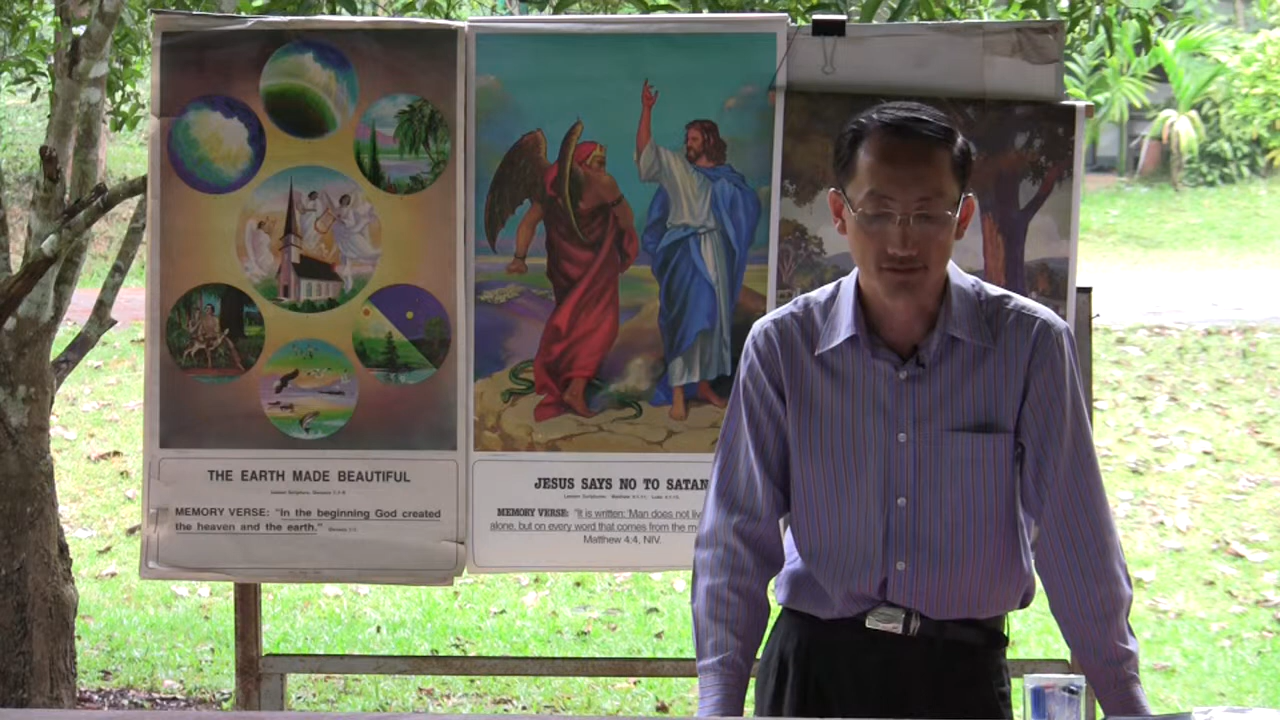 THE EARTH MADE BEAUTIFUL
MEMORY VERSE: "In the beginning God created
the heaven and the earth."
JESUS SAYS NO TO SATAN
MEMORY VERSE: "It is written: 'Man does not
alone, but on every word that comes from the
Matthew 4:4, NIV.